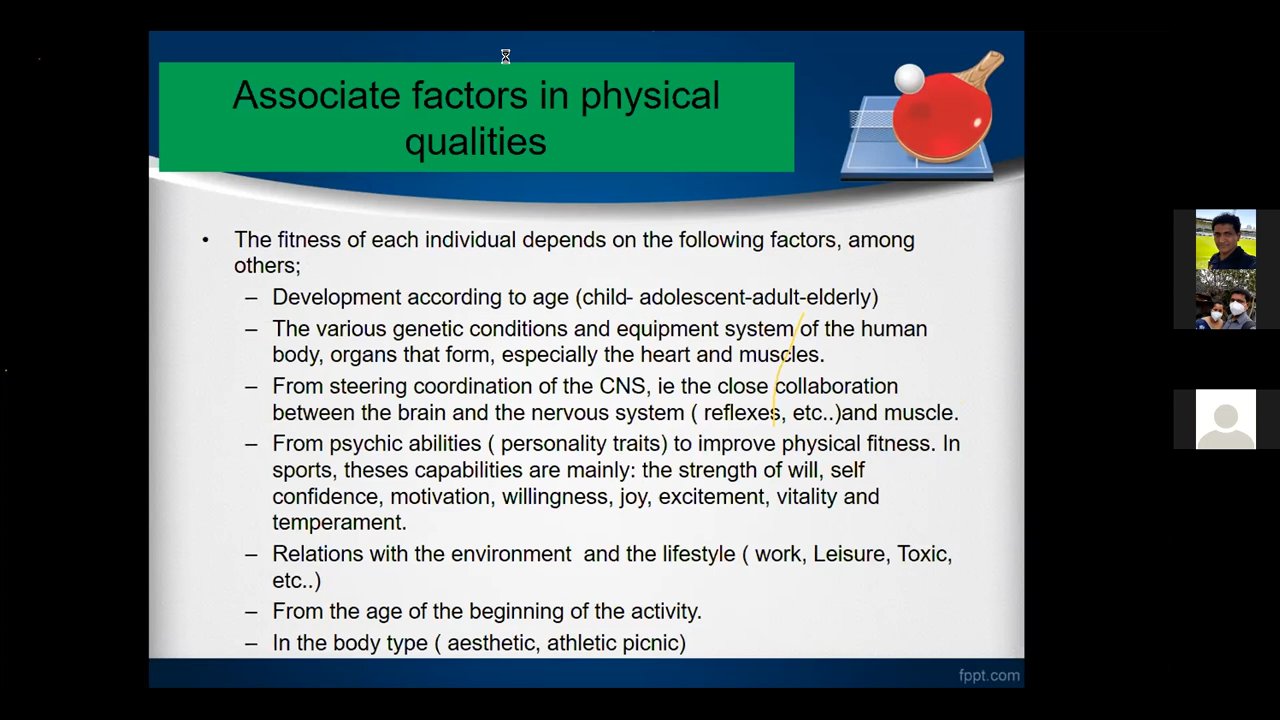 Associate factors in physical
qualities
• The fitness of each individual depends on the following factors, among
others;
– Development according to age (child- adolescent-adult-elderly)
– The various genetic conditions and equipment system of the human
body, organs that form, especially the heart and muscles.
– From steering coordination of the CNS, ie the close collaboration
between the brain and the nervous system ( reflexes, etc..)and muscle.
– From psychic abilities ( personality traits) to improve physical fitness. In
sports, theses capabilities are mainly: the strength of will, self
confidence, motivation, willingness, joy, excitement, vitality and
temperament.
– Relations with the environment  and the lifestyle ( work, Leisure, Toxic,
etc..)
– From the age of the beginning of the activity.
– In the body type ( aesthetic, athletic picnic)
fppt.com